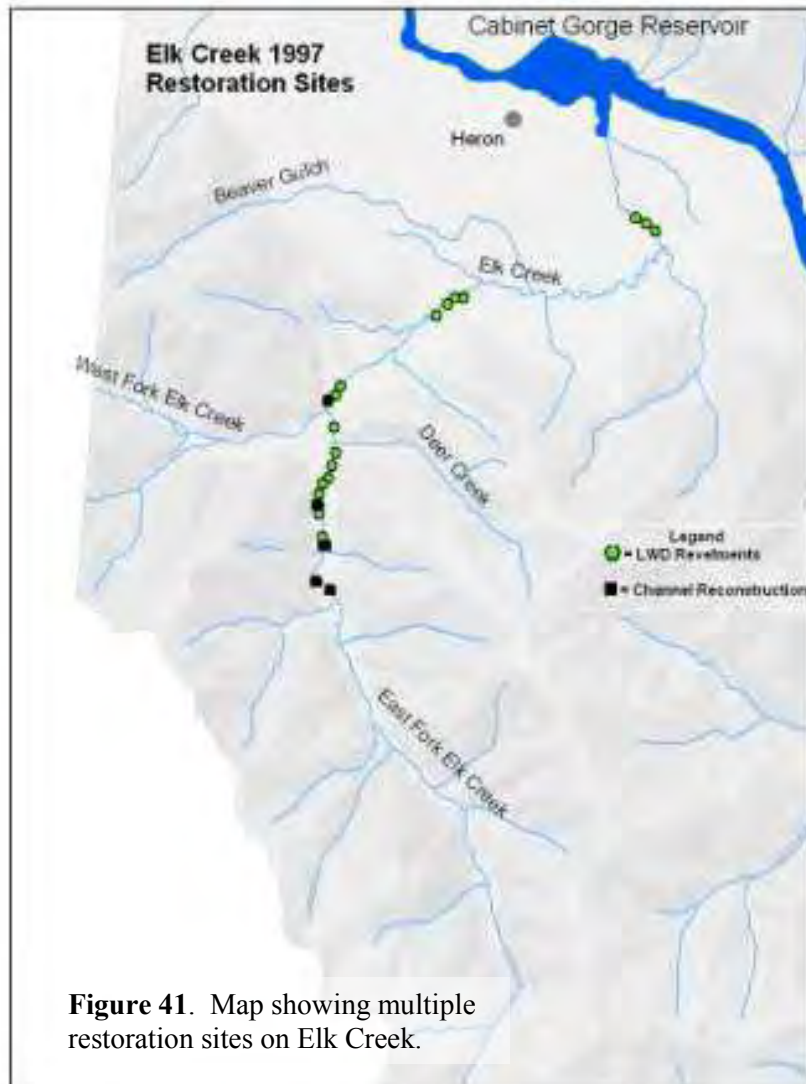 Cabinet Gorge Reservoir
Elk Creek 1997
Restoration Sites
Heron
Beaver Gulch
Elk Creek
West Fork Elk Creek
Deer Creek
Legend
= LWD Revetments
= Channel Reconstruction
East Fork Elk Creek
Figure 41. Map showing multiple
restoration sites on Elk Creek.